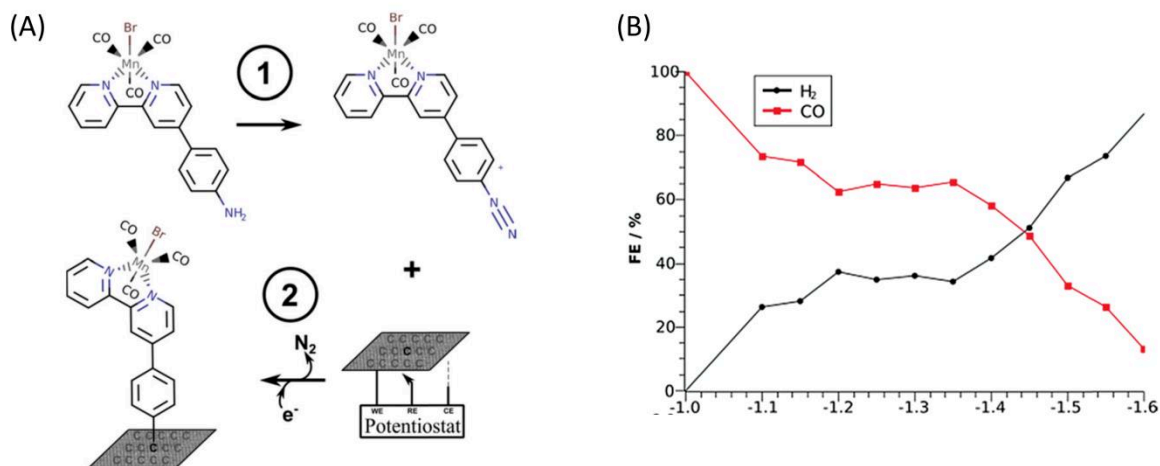 (A)
Br
CO
CO
Mn
CO
N
N
NH₂
1
Br
CO
CO
Mn
CO
N
N
+
N
N
+
2
N₂
e⁻
C C C C C
C C C C C
C C C C C
WE RE CE
Potentiostat
Br
CO
CO
Mn
CO
N
N
C C C C C
C C C C C
C C C C C
(B)
H₂
CO
FE / %
100
80
60
40
20
0
-1.0 -1.1 -1.2 -1.3 -1.4 -1.5 -1.6